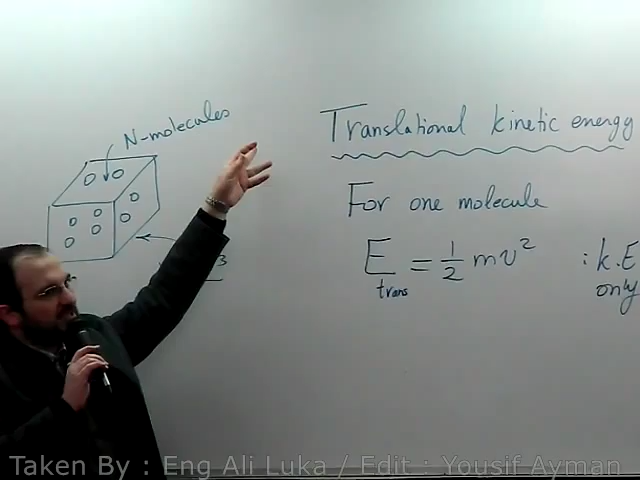 N-molecules
Translational kinetic energy
For one molecule
E trans = 1/2 mv² : k.E only
3
Taken By : Eng Ali Luka / Edit : Yousif Ayman